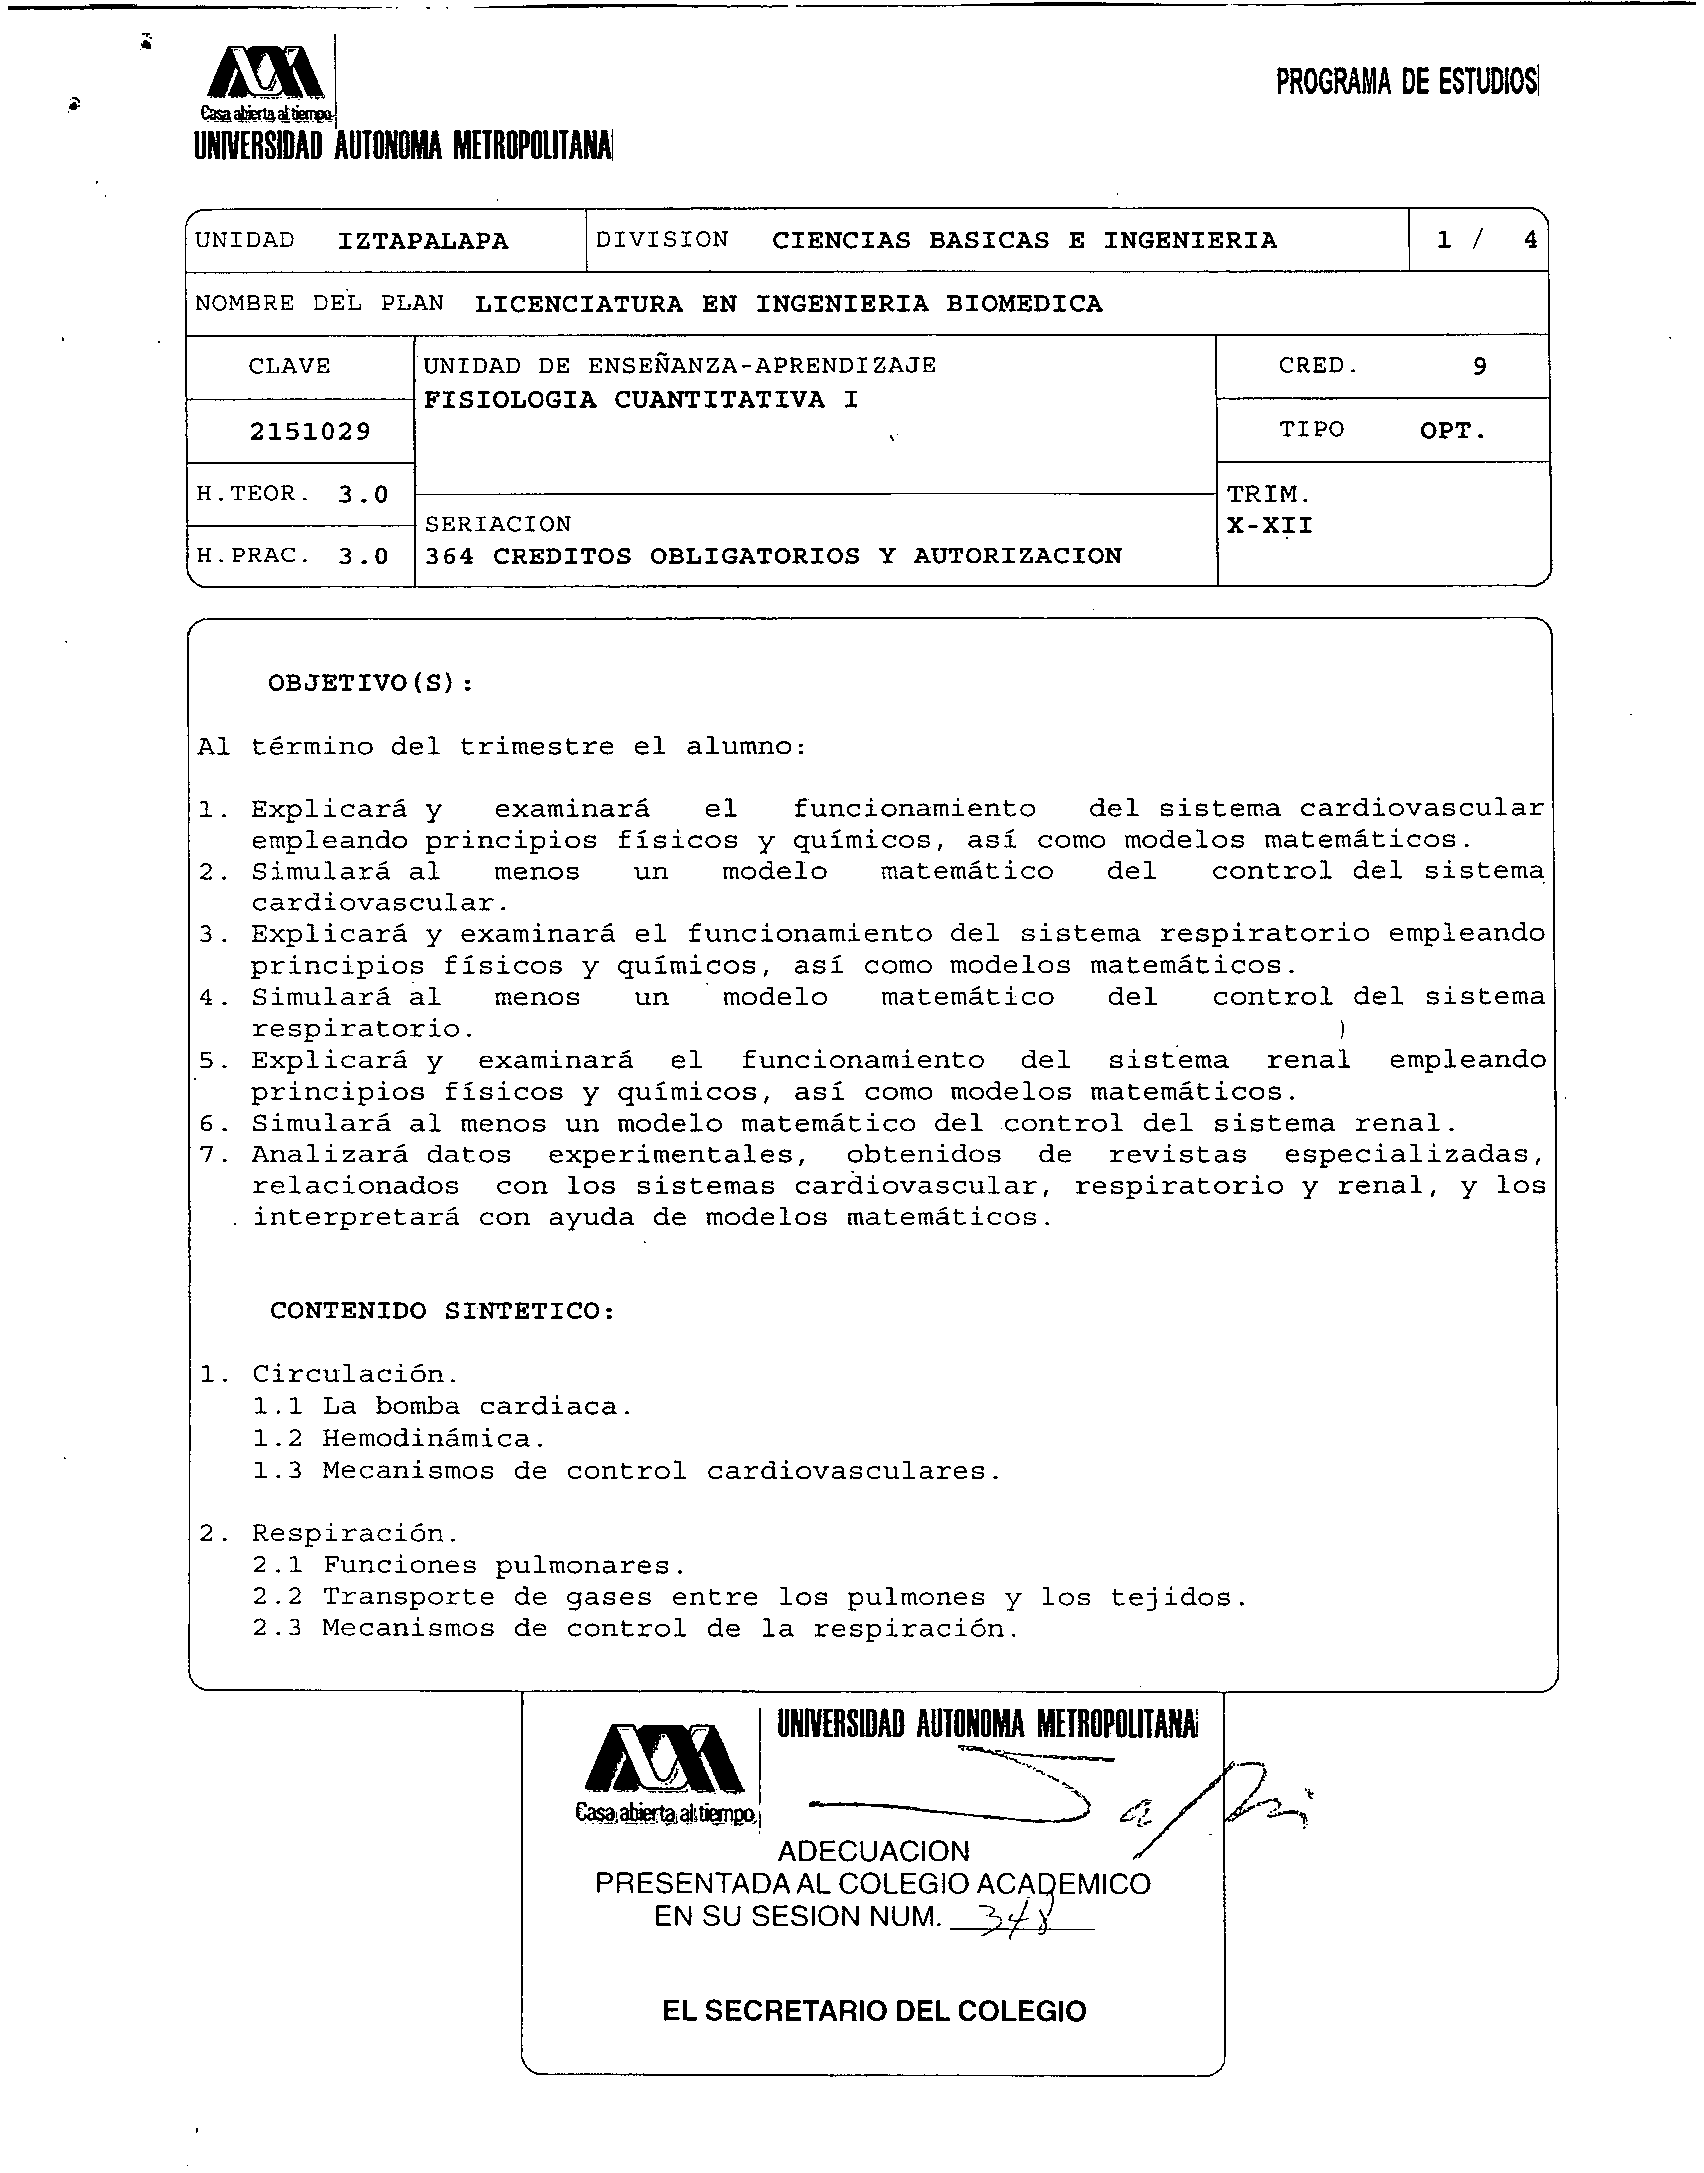 Casa abierta al tiempo
UNIVERSIDAD AUTONOMA METROPOLITANA
PROGRAMA DE ESTUDIOS
UNIDAD IZTAPALAPA DIVISION CIENCIAS BASICAS E INGENIERIA 1 / 4
NOMBRE DEL PLAN LICENCIATURA EN INGENIERIA BIOMEDICA
CLAVE
2151029
UNIDAD DE ENSEÑANZA-APRENDIZAJE
FISIOLOGIA CUANTITATIVA I
CRED. 9
TIPO OPT.
H.TEOR. 3.0
H.PRAC. 3.0
SERIACION
364 CREDITOS OBLIGATORIOS Y AUTORIZACION
TRIM.
X-XII
OBJETIVO(S):
Al término del trimestre el alumno:
1. Explicará y examinará el funcionamiento del sistema cardiovascular
empleando principios físicos y químicos, así como modelos matemáticos.
2. Simulará al menos un modelo matemático del control del sistema
cardiovascular.
3. Explicará y examinará el funcionamiento del sistema respiratorio empleando
principios físicos y químicos, así como modelos matemáticos.
4. Simulará al menos un modelo matemático del control del sistema
respiratorio.
5. Explicará y examinará el funcionamiento del sistema renal empleando
principios físicos y químicos, así como modelos matemáticos.
6. Simulará al menos un modelo matemático del control del sistema renal.
7. Analizará datos experimentales, obtenidos de revistas especializadas,
relacionados con los sistemas cardiovascular, respiratorio y renal, y los
interpretará con ayuda de modelos matemáticos.
CONTENIDO SINTETICO:
1. Circulación.
1.1 La bomba cardiaca.
1.2 Hemodinámica.
1.3 Mecanismos de control cardiovasculares.
2. Respiración.
2.1 Funciones pulmonares.
2.2 Transporte de gases entre los pulmones y los tejidos.
2.3 Mecanismos de control de la respiración.
UNIVERSIDAD AUTONOMA METROPOLITANA
Casa abierta al tiempo
ADECUACION
PRESENTADA AL COLEGIO ACADEMICO
EN SU SESION NUM. 348
EL SECRETARIO DEL COLEGIO